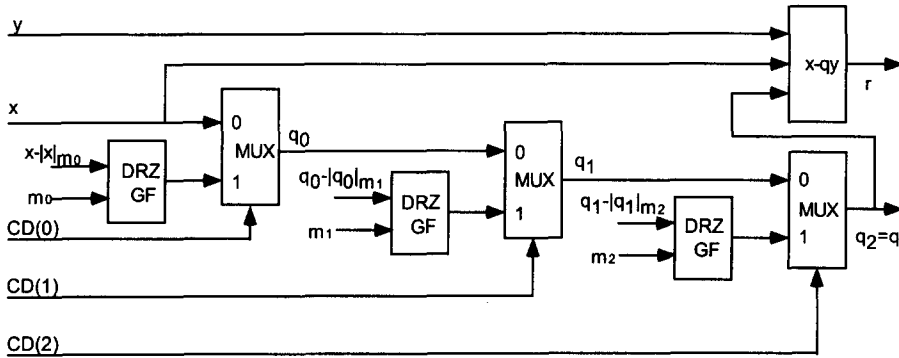 y
x-qy
r
x
0
MUX
1
q₀
x-|x|m₀
m₀
DRZ
GF
CD(0)
0
MUX
1
q₁
q₀-|q₀|m₁
m₁
DRZ
GF
CD(1)
0
MUX
1
q₂=q
q₁-|q₁|m₂
m₂
DRZ
GF
CD(2)